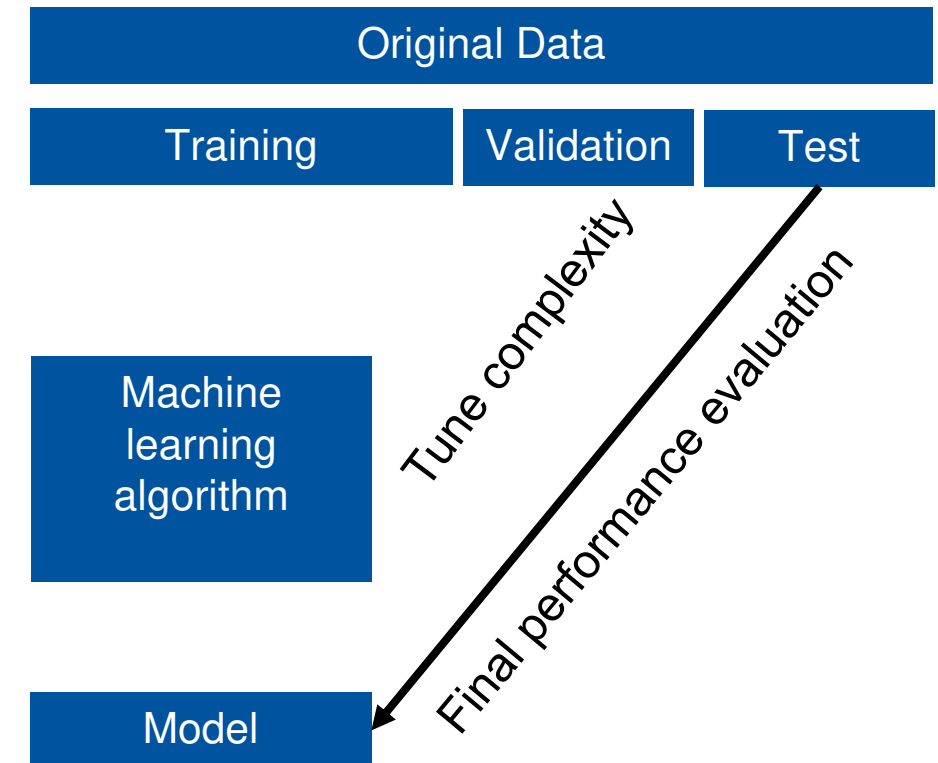 Original Data
Training
Validation
Test
Tune complexity
Final performance evaluation
Machine
learning
algorithm
Model